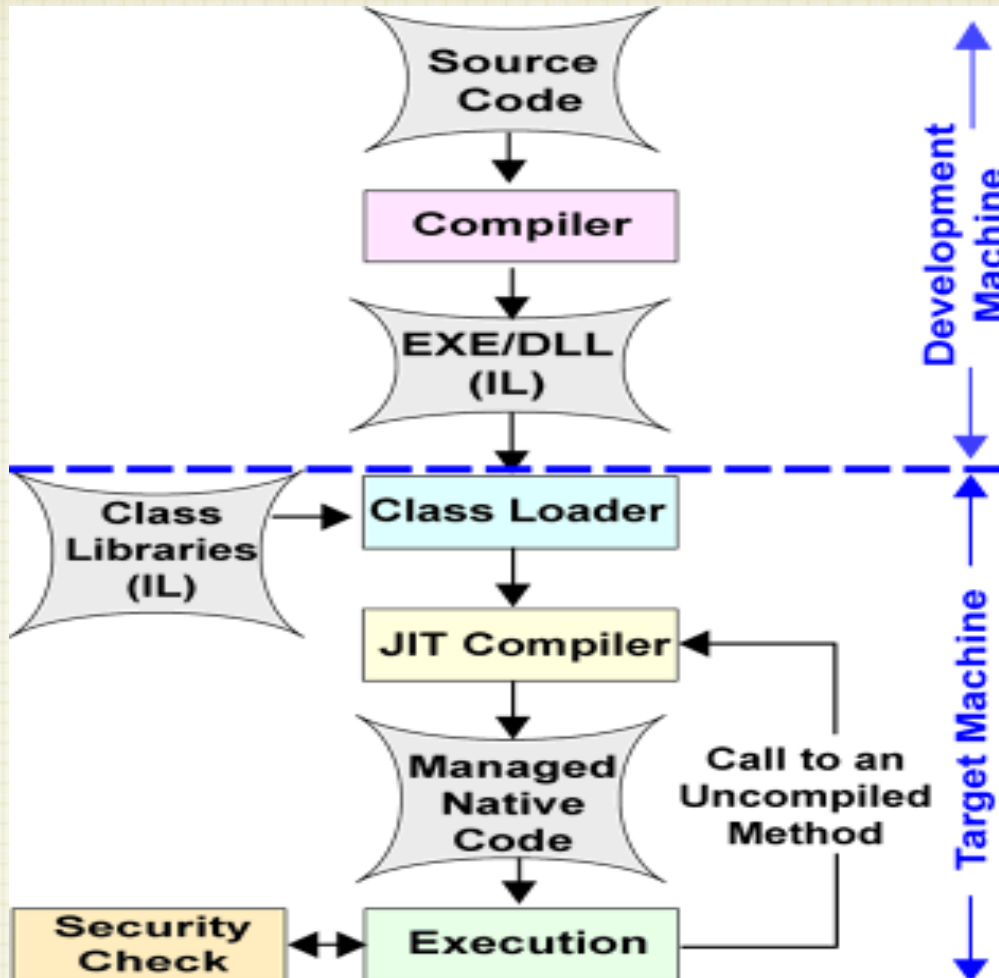 Source
Code
Compiler
EXE/DLL
(IL)
Development
Machine
Class
Libraries
(IL)
Class Loader
JIT Compiler
Managed
Native
Code
Call to an
Uncompiled
Method
Target Machine
Security
Check
Execution